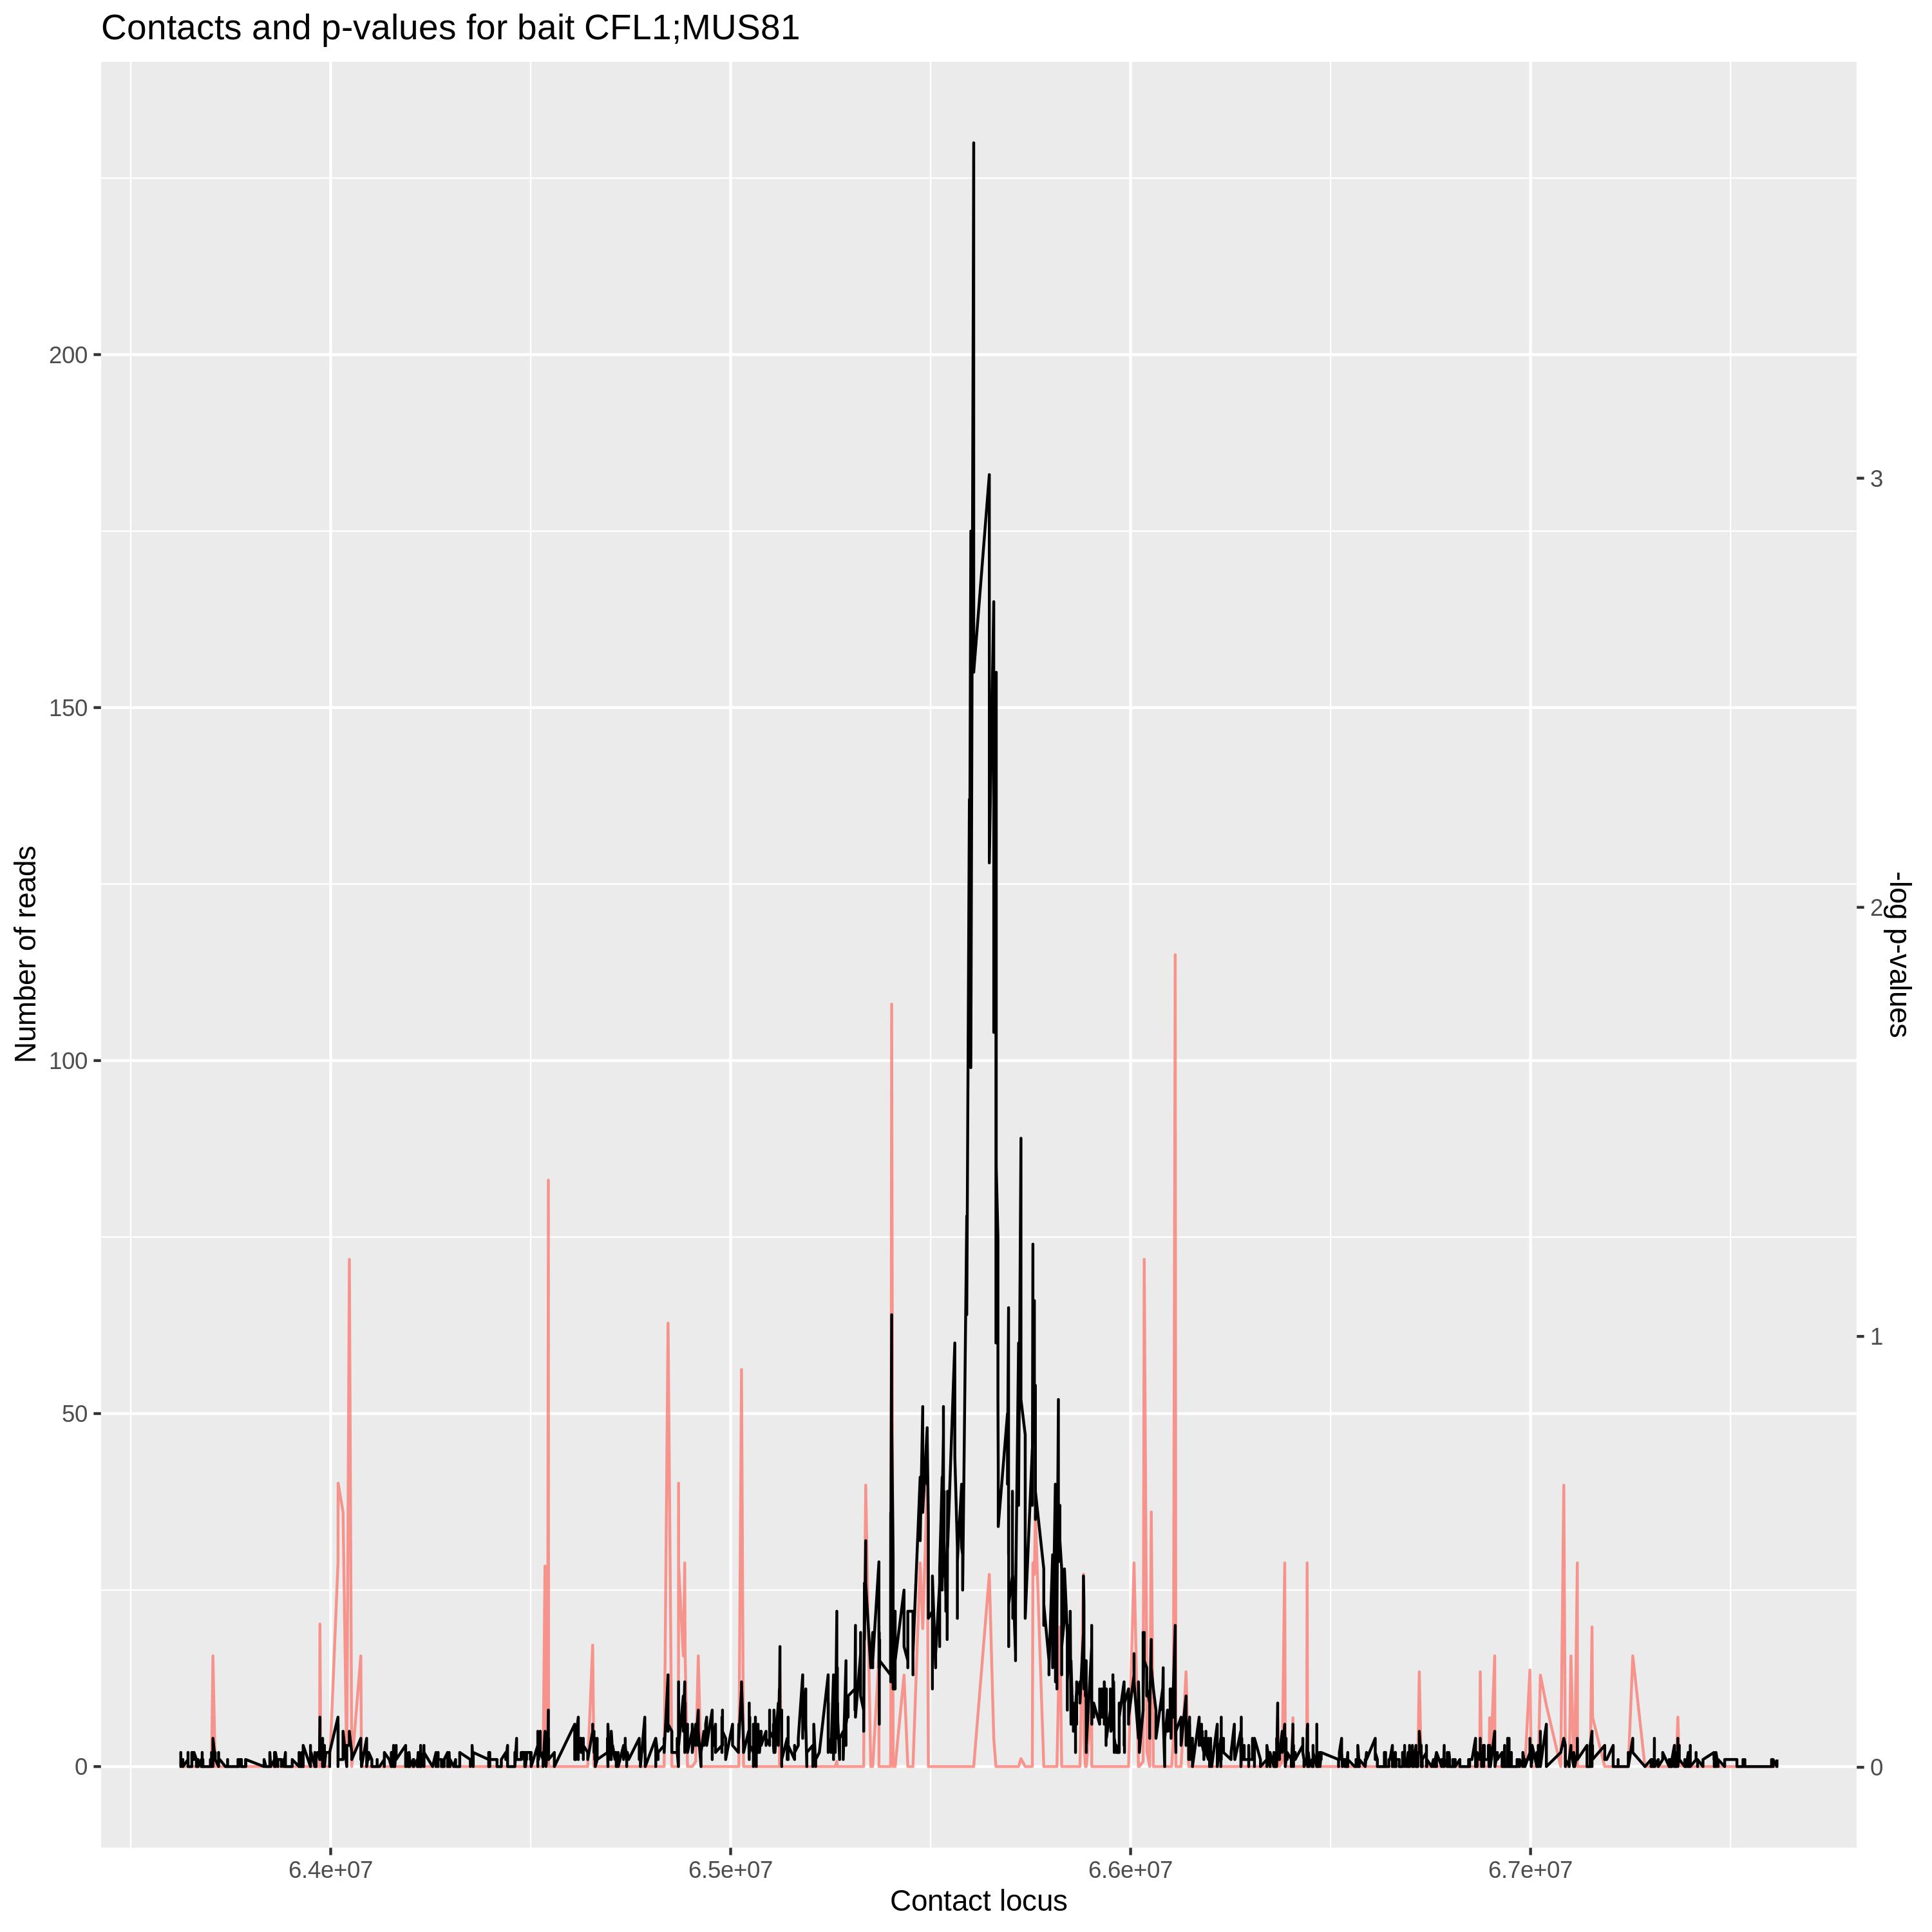 Contacts and p-values for bait CFL1;MUS81
200
150
100
50
0
Number of reads
3
2
1
0
-log p-values
6.4e+07
6.5e+07
6.6e+07
6.7e+07
Contact locus